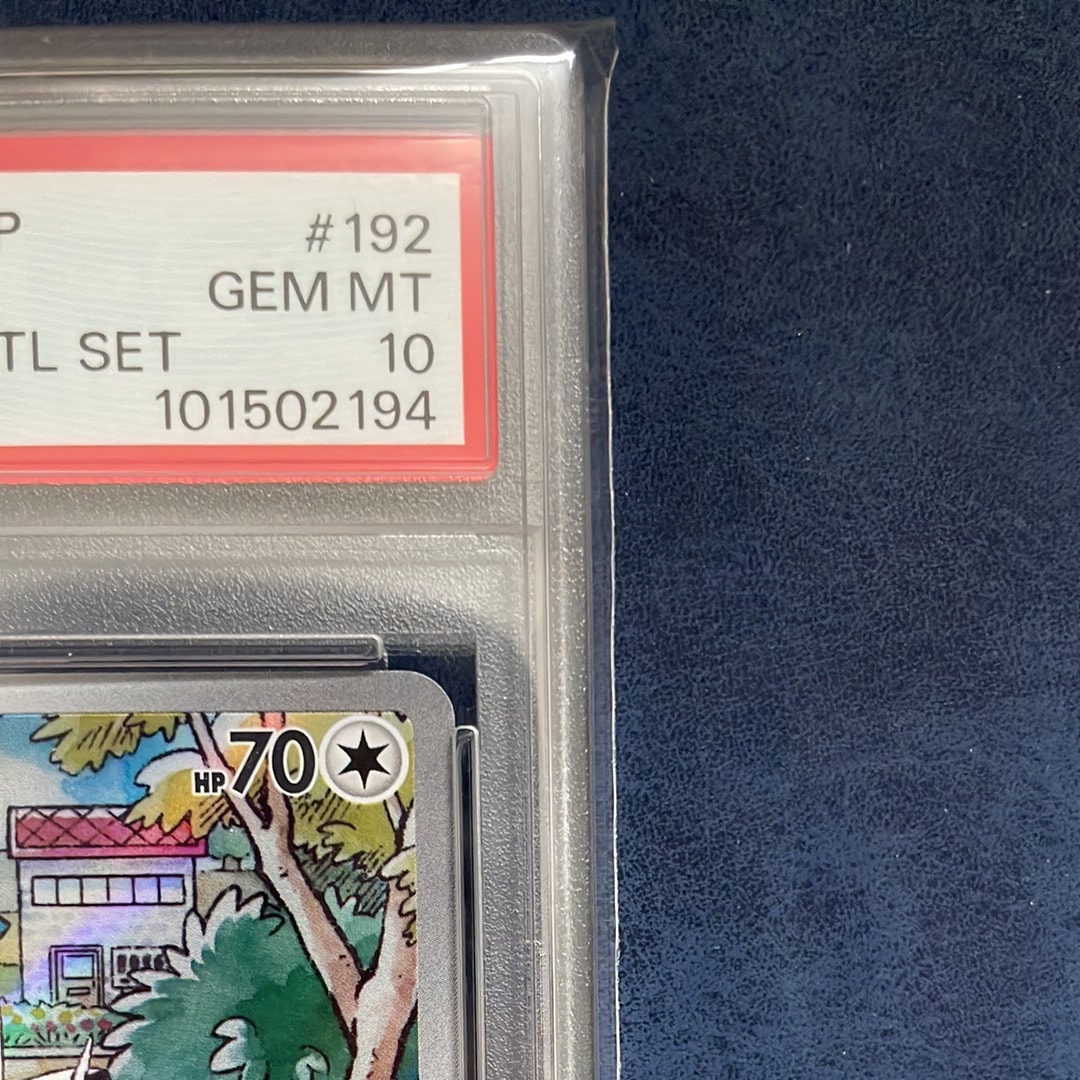 P #192
GEM MT
TL SET 10
101502194
HP70